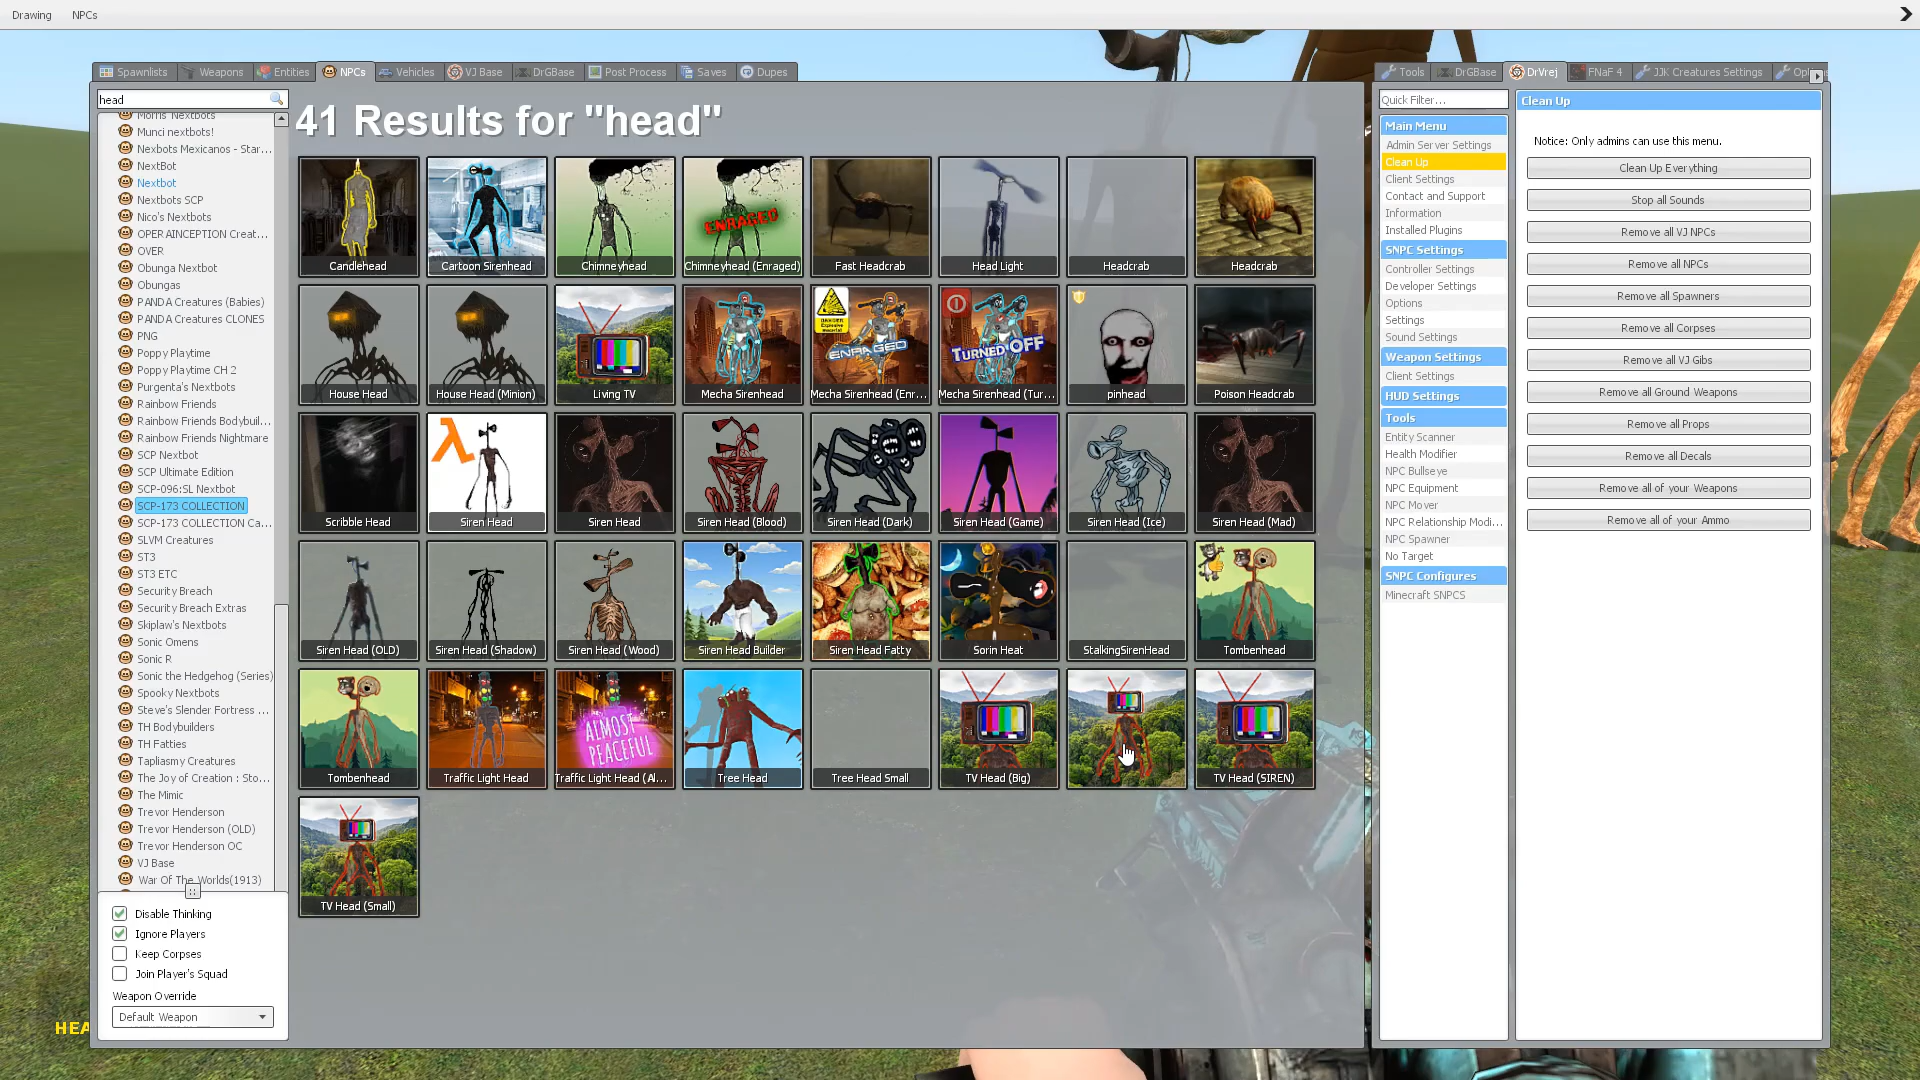 Drawing NPCs
Spawnlists Weapons Entities NPCs Vehicles VJ Base DrGBase Post Process Saves Dupes
head
Morris' Nextbots
Munci nextbots!
Nexbots Mexicanos - Star...
NextBot
Nextbot
Nextbots SCP
Nico's Nextbots
OPERAINCEPTION Creat...
OVER
Obunga Nextbot
Obungas
PANDA Creatures (Babies)
PANDA Creatures CLONES
PNG
Poppy Playtime
Poppy Playtime CH 2
Purgenta's Nextbots
Rainbow Friends
Rainbow Friends Bodybuil...
Rainbow Friends Nightmare
SCP Nextbot
SCP Ultimate Edition
SCP-096:SL Nextbot
SCP-173 COLLECTION
SCP-173 COLLECTION Ca...
SLVM Creatures
ST3
ST3 ETC
Security Breach
Security Breach Extras
Skiplaw's Nextbots
Sonic Omens
Sonic R
Sonic the Hedgehog (Series)
Spooky Nextbots
Steve's Slender Fortress ...
TH Bodybuilders
TH Fatties
Tapliasmy Creatures
The Joy of Creation : Sto...
The Mimic
Trevor Henderson
Trevor Henderson (OLD)
Trevor Henderson OC
VJ Base
War Of The Worlds(1913)
Disable Thinking
Ignore Players
Keep Corpses
Join Player's Squad
Weapon Override
Default Weapon
HEA
41 Results for "head"
ENRAGED
Candlehead Cartoon Sirenhead Chimneyhead Chimneyhead (Enraged) Fast Headcrab Head Light Headcrab Headcrab
DANGER
ENRAGED
TURNED OFF
House Head House Head (Minion) Living TV Mecha Sirenhead Mecha Sirenhead (Enr... Mecha Sirenhead (Tur... pinhead Poison Headcrab
Scribble Head Siren Head Siren Head Siren Head (Blood) Siren Head (Dark) Siren Head (Game) Siren Head (Ice) Siren Head (Mad)
Siren Head (OLD) Siren Head (Shadow) Siren Head (Wood) Siren Head Builder Siren Head Fatty Sorin Heat StalkingSirenHead Tombenhead
ALMOST
PEACEFUL
Tombenhead Traffic Light Head Traffic Light Head (Al... Tree Head Tree Head Small TV Head (Big) TV Head (SIREN)
TV Head (Small)
Tools DrGBase DrVrej FNaF 4 JJK Creatures Settings
Quick Filter...
Main Menu
Admin Server Settings
Clean Up
Client Settings
Contact and Support
Information
Installed Plugins
SNPC Settings
Controller Settings
Developer Settings
Options
Settings
Sound Settings
Weapon Settings
Client Settings
HUD Settings
Tools
Entity Scanner
Health Modifier
NPC Bullseye
NPC Equipment
NPC Mover
NPC Relationship Modi...
NPC Spawner
No Target
SNPC Configures
Minecraft SNPCS
Clean Up
Notice: Only admins can use this menu.
Clean Up Everything
Stop all Sounds
Remove all VJ NPCs
Remove all NPCs
Remove all Spawners
Remove all Corpses
Remove all VJ Gibs
Remove all Ground Weapons
Remove all Props
Remove all Decals
Remove all of your Weapons
Remove all of your Ammo